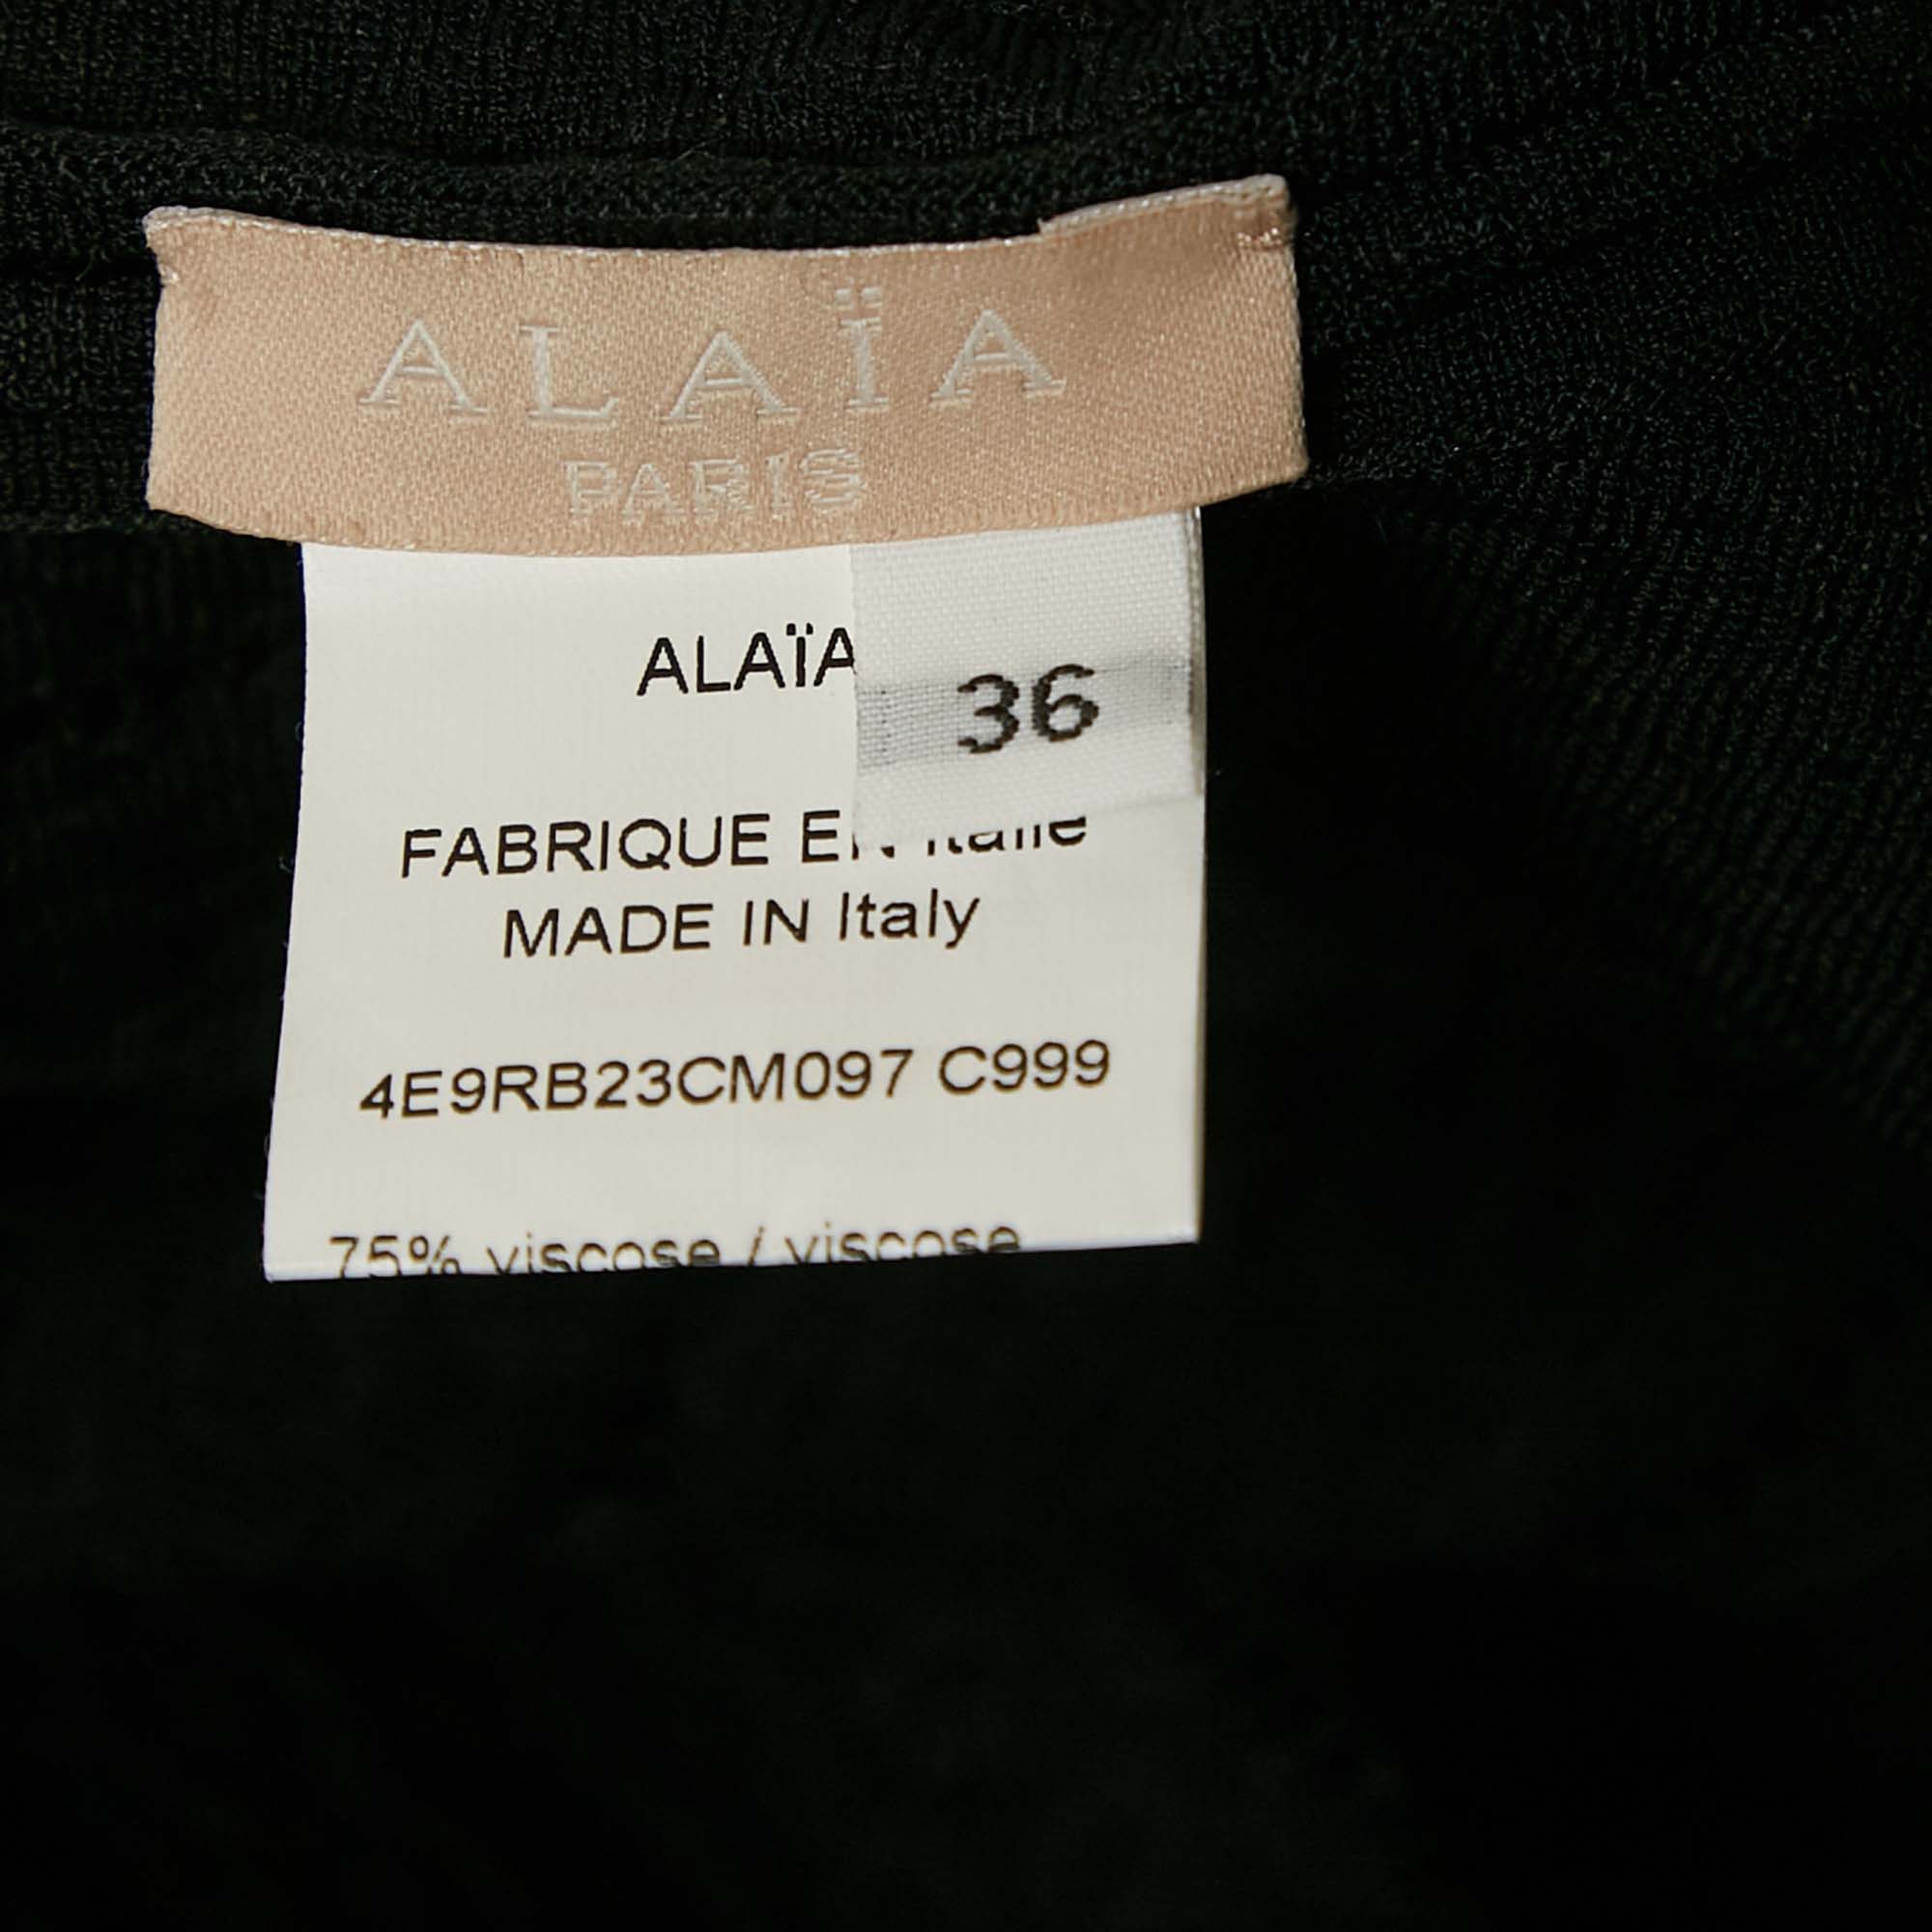 ALAÏA
PARIS
ALAÏA
36
FABRIQUE EN Italie
MADE IN Italy
4E9RB23CM097 C999
75% viscose / viscose